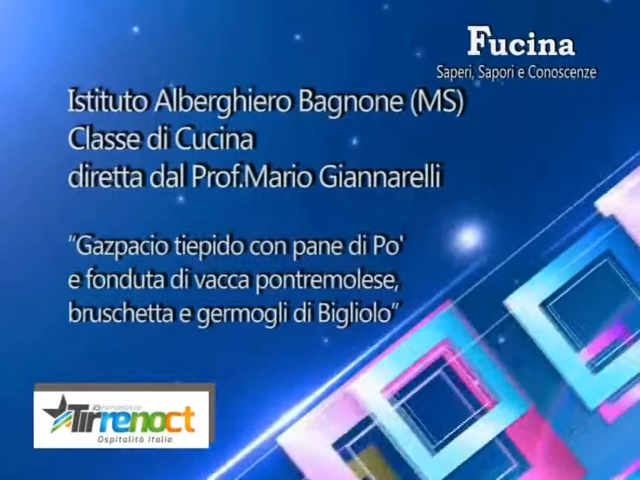 Fucina
Saperi, Sapori e Conoscenze
Istituto Alberghiero Bagnone (MS)
Classe di Cucina
diretta dal Prof.Mario Giannarelli
“Gazpacio tiepido con pane di Po'
e fonduta di vacca pontremolese,
bruschetta e germogli di Bigliolo”
Tirrenoct
Ospitalità Italia